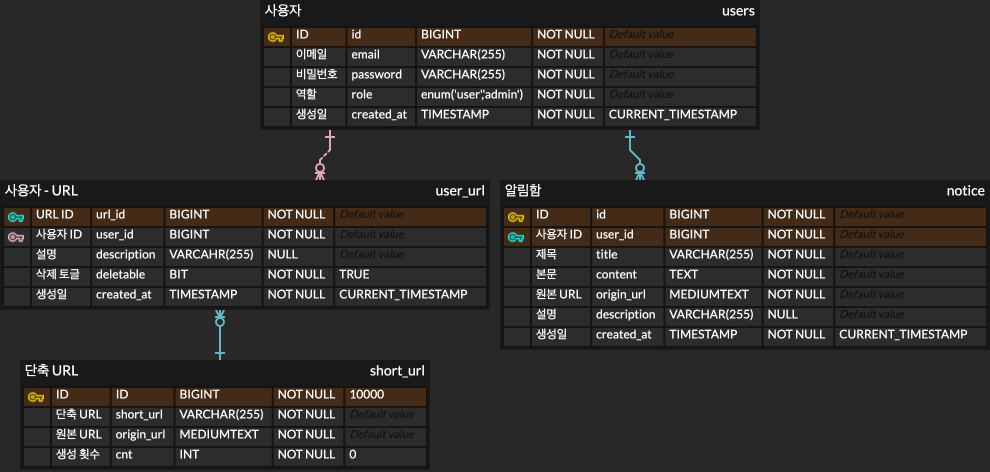 사용자 users
ID id BIGINT NOT NULL Default value
이메일 email VARCHAR(255) NOT NULL Default value
비밀번호 password VARCHAR(255) NOT NULL Default value
역할 role enum('user','admin') NOT NULL Default value
생성일 created_at TIMESTAMP NOT NULL CURRENT_TIMESTAMP
사용자 - URL user_url
URL ID url_id BIGINT NOT NULL Default value
사용자 ID user_id BIGINT NOT NULL Default value
설명 description VARCAHR(255) NULL Default value
삭제 토글 deletable BIT NOT NULL TRUE
생성일 created_at TIMESTAMP NOT NULL CURRENT_TIMESTAMP
알림함 notice
ID id BIGINT NOT NULL Default value
사용자 ID user_id BIGINT NOT NULL Default value
제목 title VARCHAR(255) NOT NULL Default value
본문 content TEXT NOT NULL Default value
원본 URL origin_url MEDIUMTEXT NOT NULL Default value
설명 description VARCHAR(255) NULL Default value
생성일 created_at TIMESTAMP NOT NULL CURRENT_TIMESTAMP
단축 URL short_url
ID ID BIGINT NOT NULL 10000
단축 URL short_url VARCHAR(255) NOT NULL Default value
원본 URL origin_url MEDIUMTEXT NOT NULL Default value
생성 횟수 cnt INT NOT NULL 0